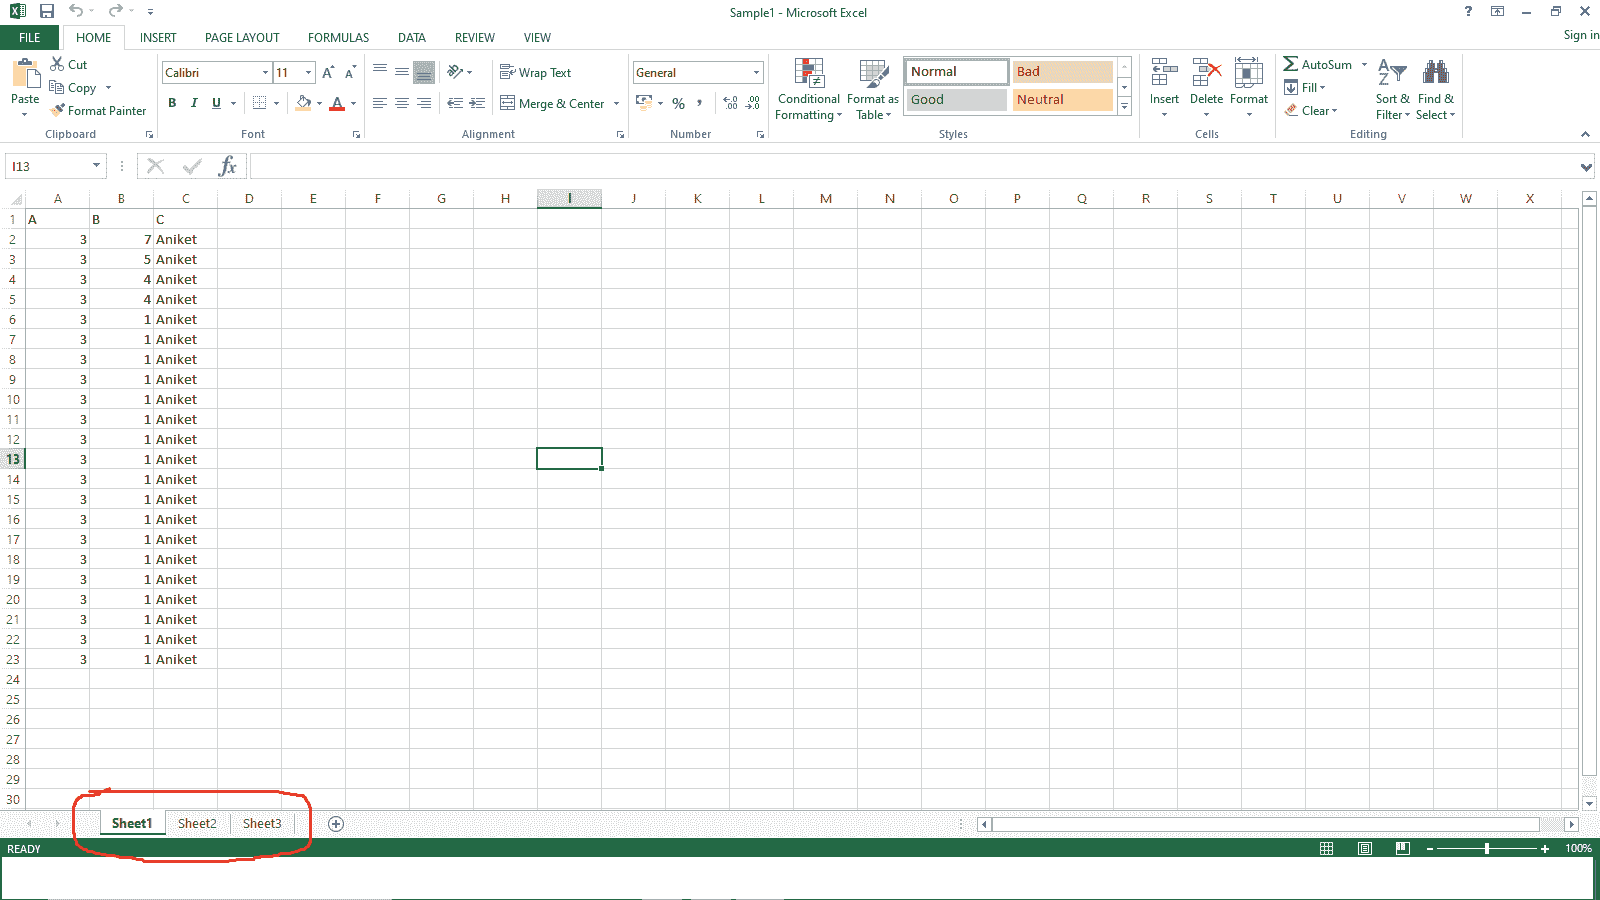 Sample1 - Microsoft Excel
?
FILE HOME INSERT PAGE LAYOUT FORMULAS DATA REVIEW VIEW Sign in
Paste
Cut
Copy
Format Painter
Clipboard
Calibri 11
B I U A
Font
Wrap Text
Merge & Center
Alignment
General
% ,
Number
Conditional Formatting
Format as Table
Normal Bad
Good Neutral
Styles
Insert Delete Format
Cells
AutoSum
Fill
Clear
Sort & Filter
Find & Select
Editing
I13 fx
A B C D E F G H I J K L M N O P Q R S T U V W X
1 A B C
2 3 7 Aniket
3 3 5 Aniket
4 3 4 Aniket
5 3 4 Aniket
6 3 1 Aniket
7 3 1 Aniket
8 3 1 Aniket
9 3 1 Aniket
10 3 1 Aniket
11 3 1 Aniket
12 3 1 Aniket
13 3 1 Aniket
14 3 1 Aniket
15 3 1 Aniket
16 3 1 Aniket
17 3 1 Aniket
18 3 1 Aniket
19 3 1 Aniket
20 3 1 Aniket
21 3 1 Aniket
22 3 1 Aniket
23 3 1 Aniket
24
25
26
27
28
29
30
Sheet1 Sheet2 Sheet3
READY 100%